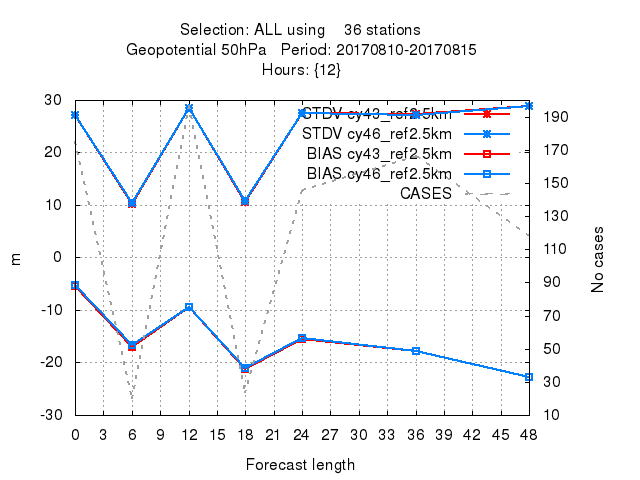 Selection: ALL using 36 stations
Geopotential 50hPa Period: 20170810-20170815
Hours: {12}
30
20
10
0
-10
-20
-30
m
190
170
150
130
110
90
70
50
30
10
No cases
STDV cy43_ref2.5km
STDV cy46_ref2.5km
BIAS cy43_ref2.5km
BIAS cy46_ref2.5km
CASES
0 3 6 9 12 15 18 21 24 27 30 33 36 39 42 45 48
Forecast length